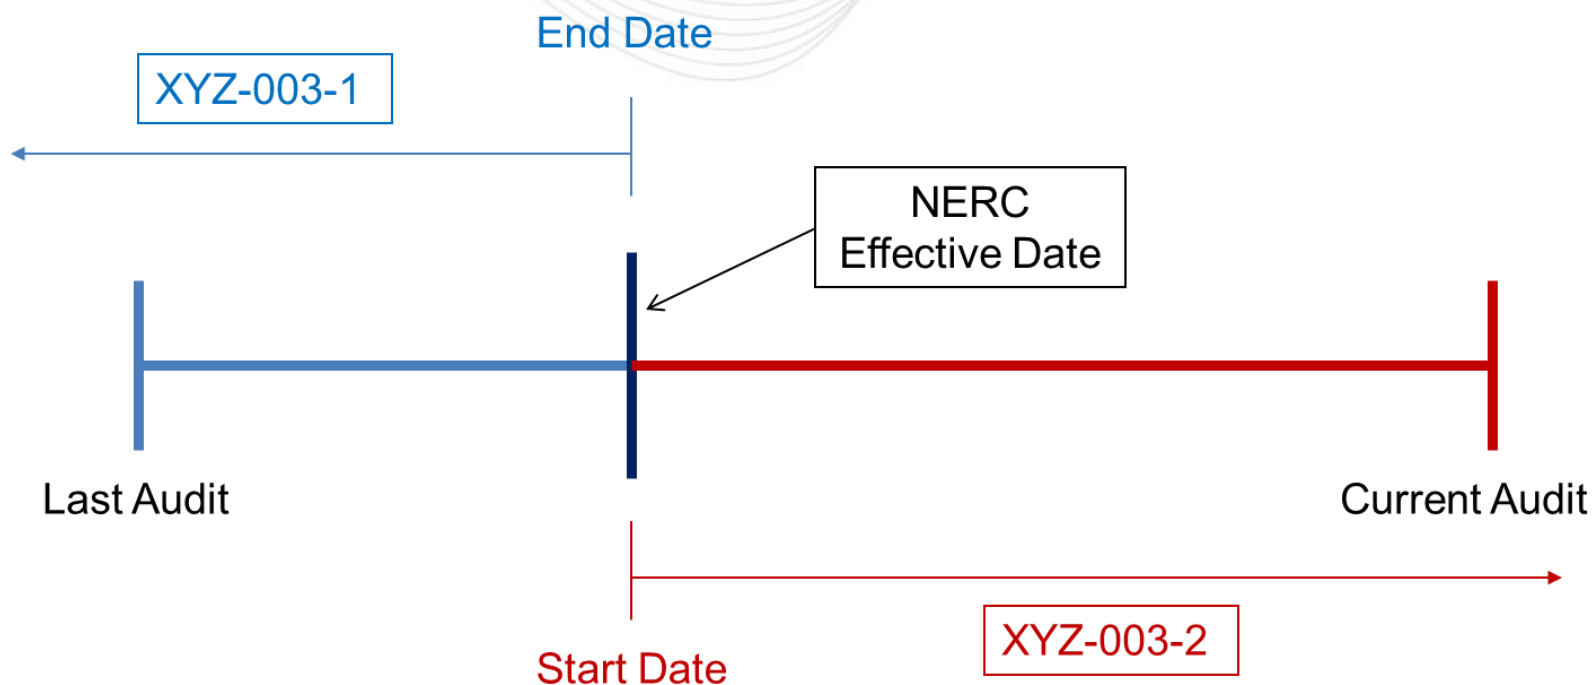 End Date
XYZ-003-1
NERC
Effective Date
Last Audit
Current Audit
XYZ-003-2
Start Date